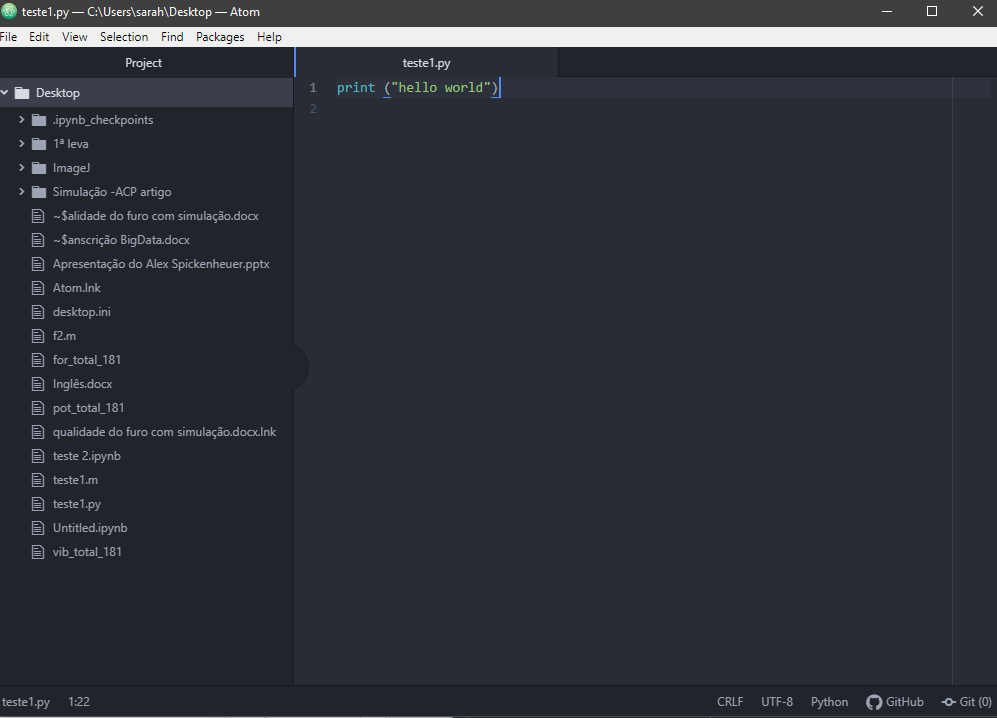 teste1.py — C:\Users\sarah\Desktop — Atom
File Edit View Selection Find Packages Help
Project
Desktop
.ipynb_checkpoints
1ª leva
ImageJ
Simulação -ACP artigo
~$alidade do furo com simulação.docx
~$anscrição BigData.docx
Apresentação do Alex Spickenheuer.pptx
Atom.lnk
desktop.ini
f2.m
for_total_181
Inglês.docx
pot_total_181
qualidade do furo com simulação.docx.lnk
teste 2.ipynb
teste1.m
teste1.py
Untitled.ipynb
vib_total_181
teste1.py
1 print ("hello world")
2
teste1.py 1:22 CRLF UTF-8 Python GitHub Git (0)